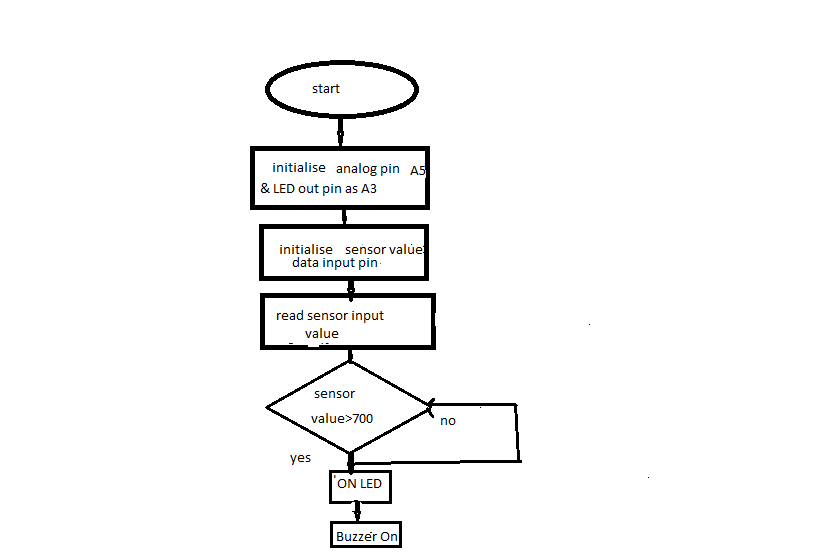 start
initialise analog pin A5
& LED out pin as A3
initialise sensor value
data input pin
read sensor input
value
sensor
value>700
no
yes
ON LED
Buzzer On